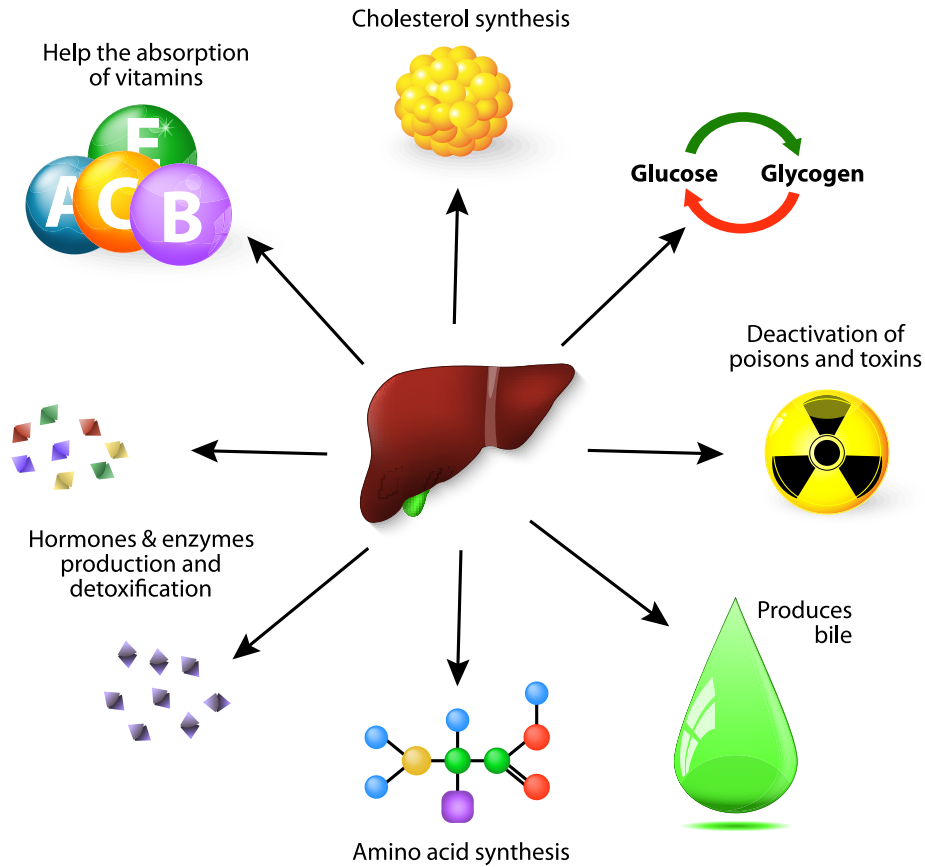 Cholesterol synthesis
Help the absorption
of vitamins
E
A
C
B
Glucose
Glycogen
Deactivation of
poisons and toxins
Hormones & enzymes
production and
detoxification
Produces
bile
Amino acid synthesis